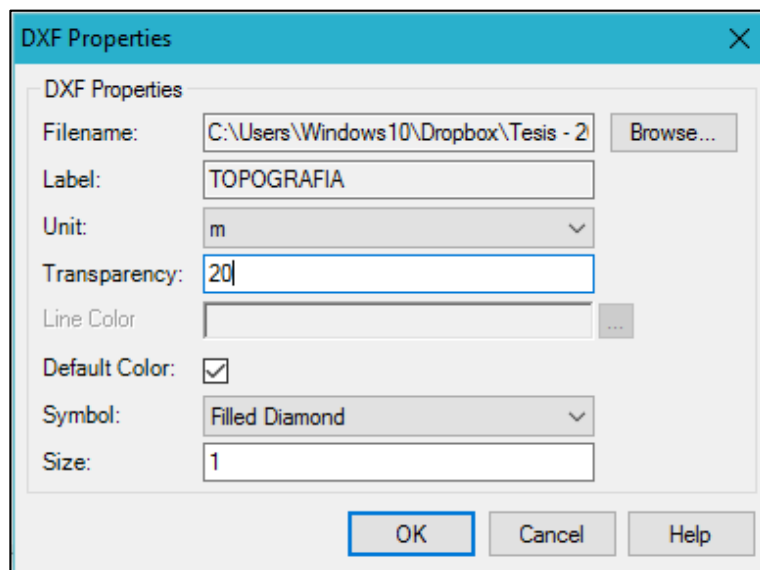 DXF Properties
DXF Properties
Filename: C:\Users\Windows10\Dropbox\Tesis - 20 Browse...
Label: TOPOGRAFIA
Unit: m
Transparency: 20
Line Color ...
Default Color:
Symbol: Filled Diamond
Size: 1
OK Cancel Help